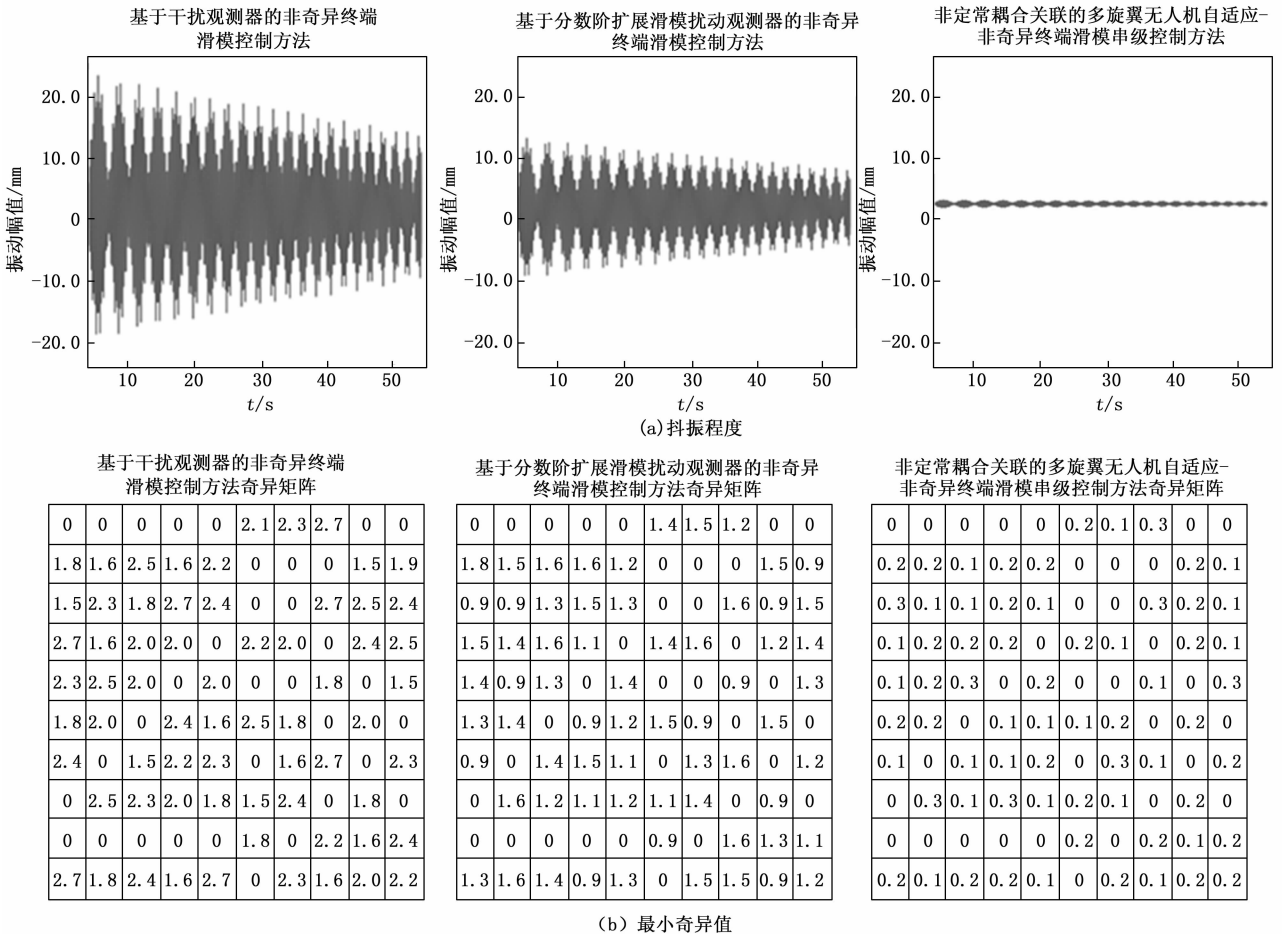 基于干扰观测器的非奇异终端
滑模控制方法
20.0
10.0
0
-10.0
-20.0
振动幅值/mm
10 20 30 40 50
t/s
基于分数阶扩展滑模扰动观测器的非奇异
终端滑模控制方法
20.0
10.0
0
-10.0
-20.0
振动幅值/mm
10 20 30 40 50
t/s
非定常耦合关联的多旋翼无人机自适应-
非奇异终端滑模串级控制方法
20.0
10.0
0
-10.0
-20.0
振动幅值/mm
10 20 30 40 50
t/s
(a)抖振程度
基于干扰观测器的非奇异终端
滑模控制方法奇异矩阵
0 0 0 0 0 2.1 2.3 2.7 0 0
1.8 1.6 2.5 1.6 2.2 0 0 0 1.5 1.9
1.5 2.3 1.8 2.7 2.4 0 0 2.7 2.5 2.4
2.7 1.6 2.0 2.0 0 2.2 2.0 0 2.4 2.5
2.3 2.5 2.0 0 2.0 0 0 1.8 0 1.5
1.8 2.0 0 2.4 1.6 2.5 1.8 0 2.0 0
2.4 0 1.5 2.2 2.3 0 1.6 2.7 0 2.3
0 2.5 2.3 2.0 1.8 1.5 2.4 0 1.8 0
0 0 0 0 0 1.8 0 2.2 1.6 2.4
2.7 1.8 2.4 1.6 2.7 0 2.3 1.6 2.0 2.2
基于分数阶扩展滑模扰动观测器的非奇异
终端滑模控制方法奇异矩阵
0 0 0 0 0 1.4 1.5 1.2 0 0
1.8 1.5 1.6 1.6 1.2 0 0 0 1.5 0.9
0.9 0.9 1.3 1.5 1.3 0 0 1.6 0.9 1.5
1.5 1.4 1.6 1.1 0 1.4 1.6 0 1.2 1.4
1.4 0.9 1.3 0 1.4 0 0 0.9 0 1.3
1.3 1.4 0 0.9 1.2 1.5 0.9 0 1.5 0
0.9 0 1.4 1.5 1.1 0 1.3 1.6 0 1.2
0 1.6 1.2 1.1 1.2 1.1 1.4 0 0.9 0
0 0 0 0 0 0.9 0 1.6 1.3 1.1
1.3 1.6 1.4 0.9 1.3 0 1.5 1.5 0.9 1.2
非定常耦合关联的多旋翼无人机自适应-
非奇异终端滑模串级控制方法奇异矩阵
0 0 0 0 0 0.2 0.1 0.3 0 0
0.2 0.2 0.1 0.2 0.2 0 0 0 0.2 0.1
0.3 0.1 0.1 0.2 0.1 0 0 0.3 0.2 0.1
0.1 0.2 0.2 0.2 0 0.2 0.1 0 0.2 0.1
0.1 0.2 0.3 0 0.2 0 0 0.1 0 0.3
0.2 0.2 0 0.1 0.1 0.1 0.2 0 0.2 0
0.1 0 0.1 0.1 0.2 0 0.3 0.1 0 0.2
0 0.3 0.1 0.3 0.1 0.2 0.1 0 0.2 0
0 0 0 0 0 0.2 0 0.2 0.1 0.2
0.2 0.1 0.2 0.2 0.1 0 0.2 0.1 0.2 0.2
(b) 最小奇异值